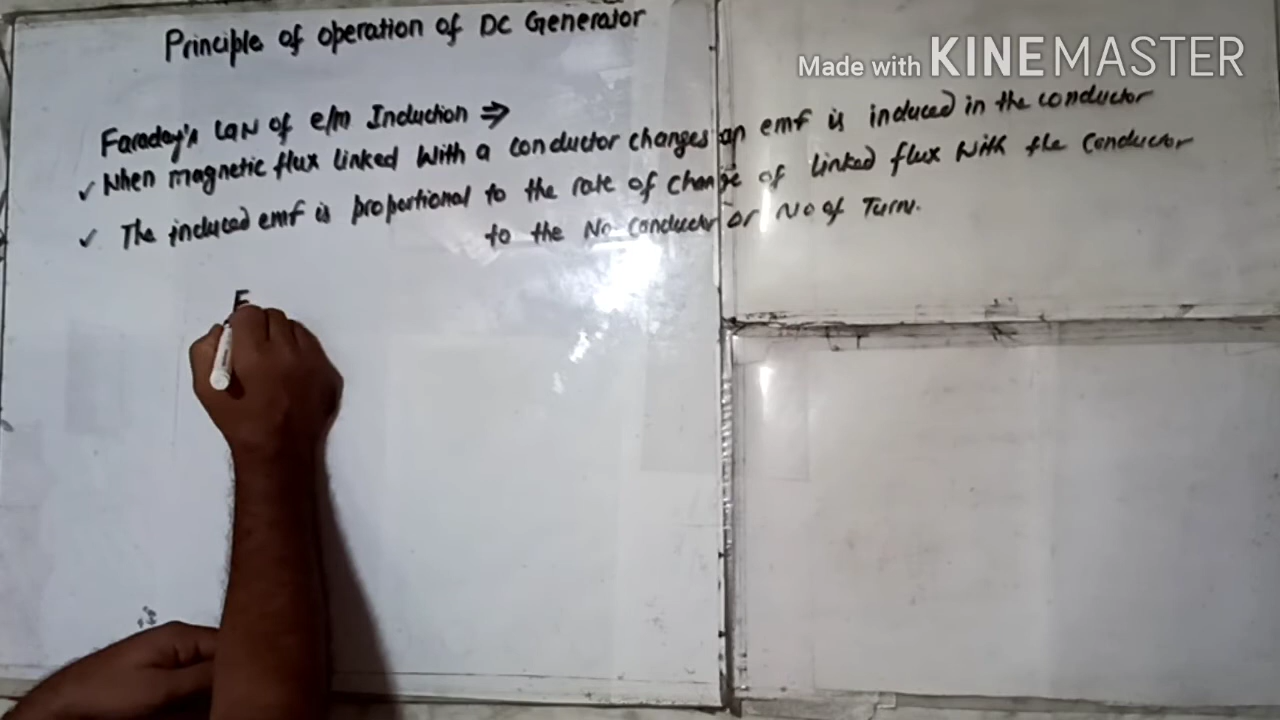 Principle of operation of DC Generator
Made with KINEMASTER
Faraday's Law of e/m Induction ⇒
✓ When magnetic flux linked with a conductor changes an emf is induced in the conductor
✓ The induced emf is proportional to the rate of change of linked flux with the conductor
to the No conductor or No of Turns.
E